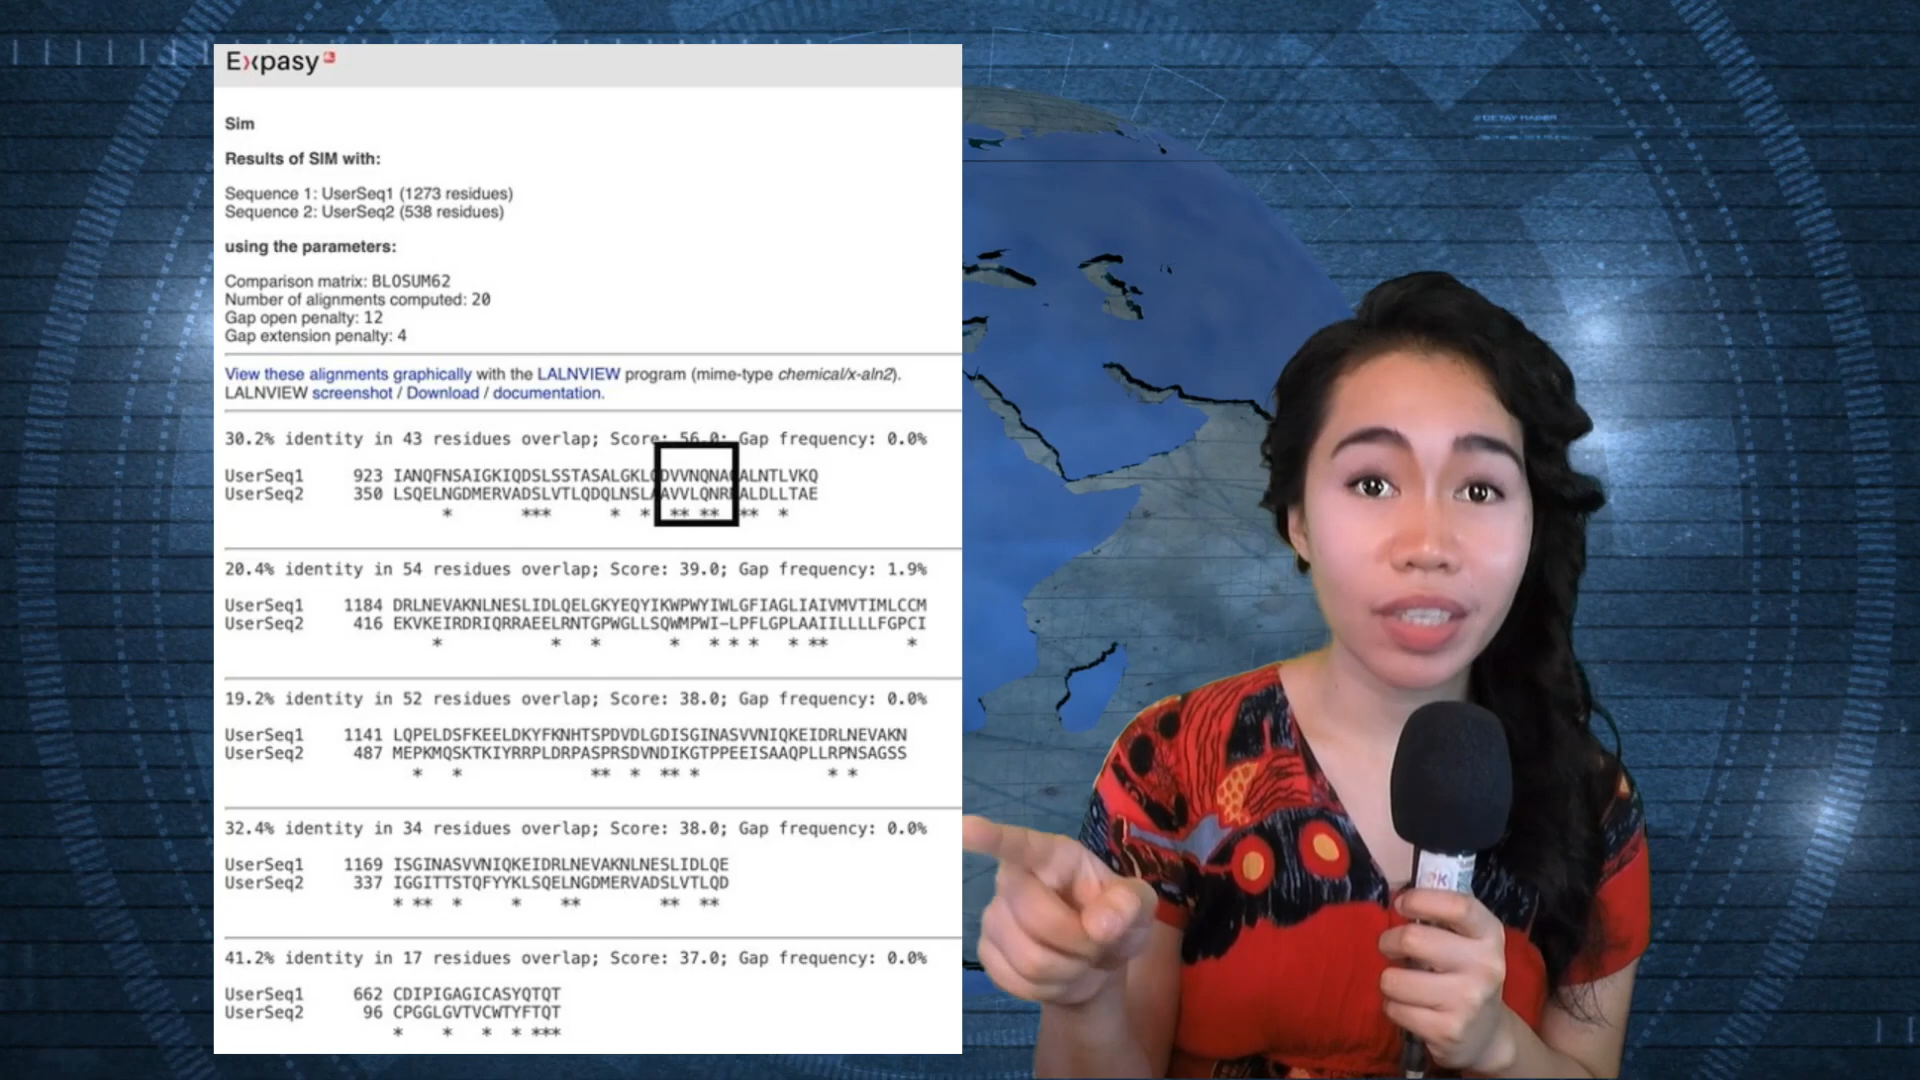 Expasy
Sim
Results of SIM with:
Sequence 1: UserSeq1 (1273 residues)
Sequence 2: UserSeq2 (538 residues)
using the parameters:
Comparison matrix: BLOSUM62
Number of alignments computed: 20
Gap open penalty: 12
Gap extension penalty: 4
View these alignments graphically with the LALNVIEW program (mime-type chemical/x-aln2).
LALNVIEW screenshot / Download / documentation.
30.2% identity in 43 residues overlap; Score: 56.0; Gap frequency: 0.0%
UserSeq1 923 IANQFNSAIGKIQDSLSSTASALGKLQDVVNQNAQALNTLVKQ
UserSeq2 350 LSQELNGDMERVADSLVTLQDQLNSLAAVVLQNRRALDLLTAE
* *** * * ** ** ** *
20.4% identity in 54 residues overlap; Score: 39.0; Gap frequency: 1.9%
UserSeq1 1184 DRLNEVAKNLNESLIDLQELGKYEQYIKWPWYIWLGFIAGLIAIVMVTIMLCCM
UserSeq2 416 EKVKEIRDRIQRRAEELRNTGPWGLLSQWMPWI-LPFLGPLAAIILLLLFGPCI
* * * * * * * * ** *
19.2% identity in 52 residues overlap; Score: 38.0; Gap frequency: 0.0%
UserSeq1 1141 LQPELDSFKEELDKYFKNHTSPDVDLGDISGINASVVNIQKEIDRLNEVAKN
UserSeq2 487 MEPKMQSKTKIYRRPLDRPASPRSDVNDIKGTPPEEISAAQPLLRPNSAGSS
* * ** * ** * * *
32.4% identity in 34 residues overlap; Score: 38.0; Gap frequency: 0.0%
UserSeq1 1169 ISGINASVVNIQKEIDRLNEVAKNLNESLIDLQE
UserSeq2 337 IGGITTSTQFYYKLSQELNGDMERVADSLVTLQD
* ** * * ** ** **
41.2% identity in 17 residues overlap; Score: 37.0; Gap frequency: 0.0%
UserSeq1 662 CDIPIGAGICASYQTQT
UserSeq2 96 CPGGLGVTVCWTYFTQT
* * * * ***